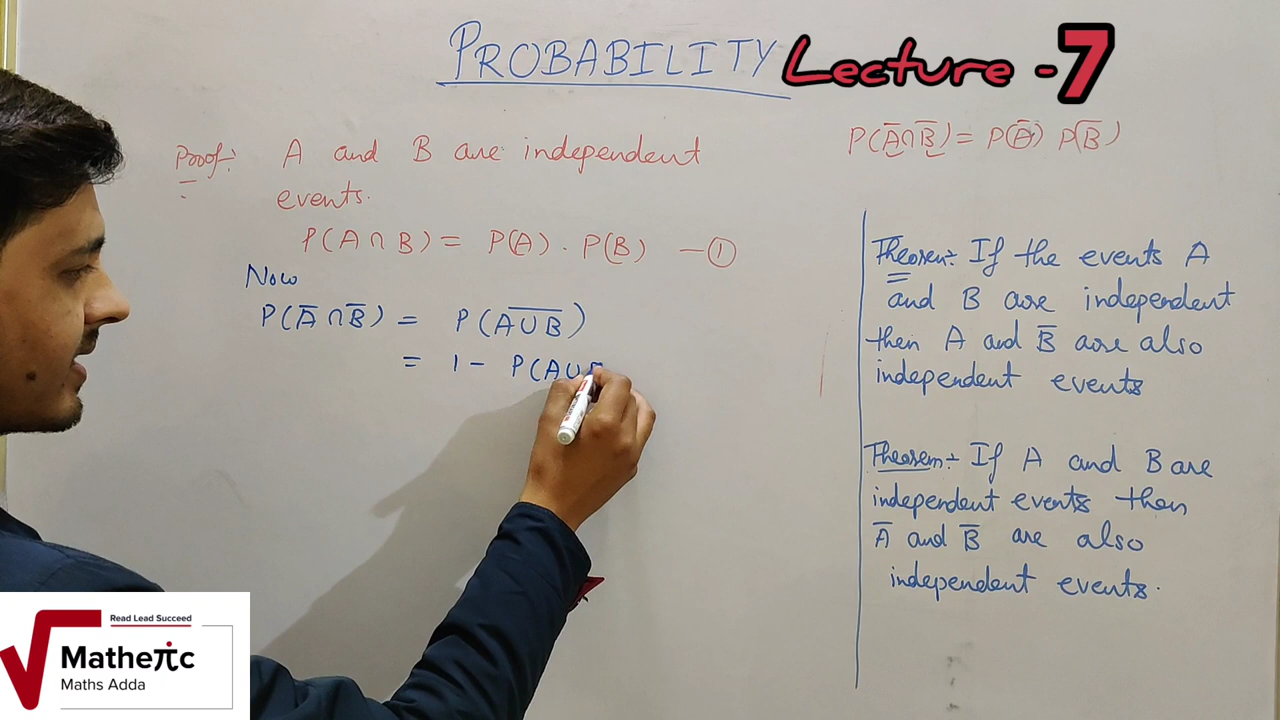 PROBABILITY Lecture -7
P(A̅∩B̅) = P(A̅) P(B̅)
Proof: A and B are independent
events.
P(A∩B) = P(A) . P(B) —①
Now
P(A̅∩B̅) = P(A̅∪̅B̅)
= 1 - P(A∪
Theorem:- If the events A
and B are independent
then A and B̅ are also
independent events
Theorem:- If A and B are
independent events then
A̅ and B̅ are also
independent events.
Read Lead Succeed
Matheπc
Maths Adda